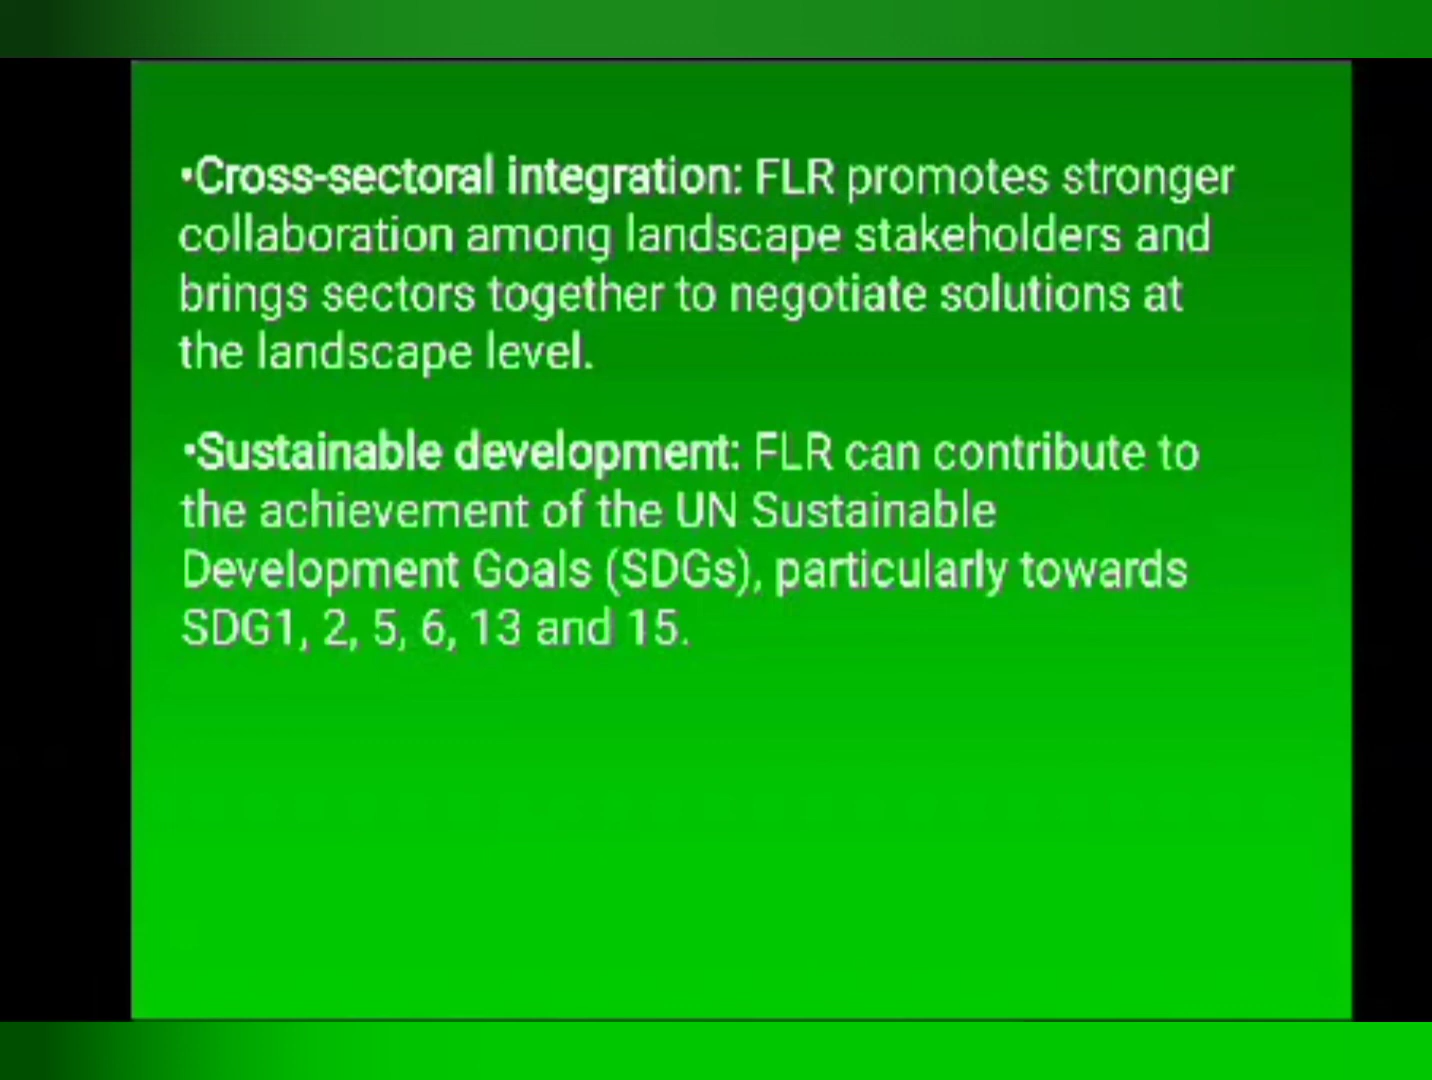 •Cross-sectoral integration: FLR promotes stronger
collaboration among landscape stakeholders and
brings sectors together to negotiate solutions at
the landscape level.
•Sustainable development: FLR can contribute to
the achievement of the UN Sustainable
Development Goals (SDGs), particularly towards
SDG1, 2, 5, 6, 13 and 15.